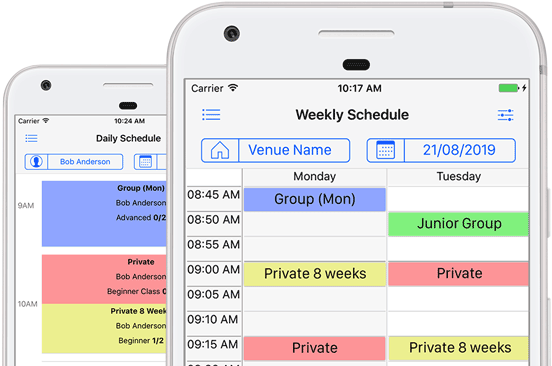 Carrier 10:24 AM
Daily Schedule
Bob Anderson
9AM
Group (Mon)
Bob Anderson
Advanced 0/2
Private
Bob Anderson
Beginner Class
10AM
Private 8 Week
Bob Anderson
Beginner 1/2
Carrier 10:17 AM
Weekly Schedule
Venue Name 21/08/2019
Monday Tuesday
08:45 AM Group (Mon)
08:50 AM Junior Group
08:55 AM
09:00 AM Private 8 weeks Private
09:05 AM
09:10 AM
09:15 AM Private Private 8 weeks